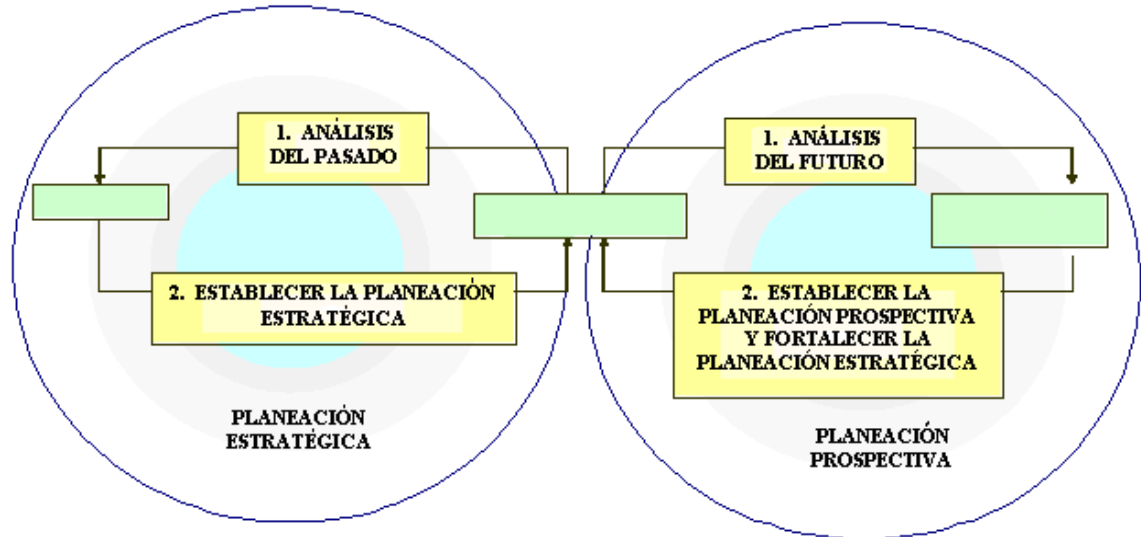 1. ANÁLISIS
DEL PASADO
1. ANÁLISIS
DEL FUTURO
2. ESTABLECER LA PLANEACIÓN
ESTRATÉGICA
2. ESTABLECER LA
PLANEACIÓN PROSPECTIVA
Y FORTALECER LA
PLANEACIÓN ESTRATÉGICA
PLANEACIÓN
ESTRATÉGICA
PLANEACIÓN
PROSPECTIVA